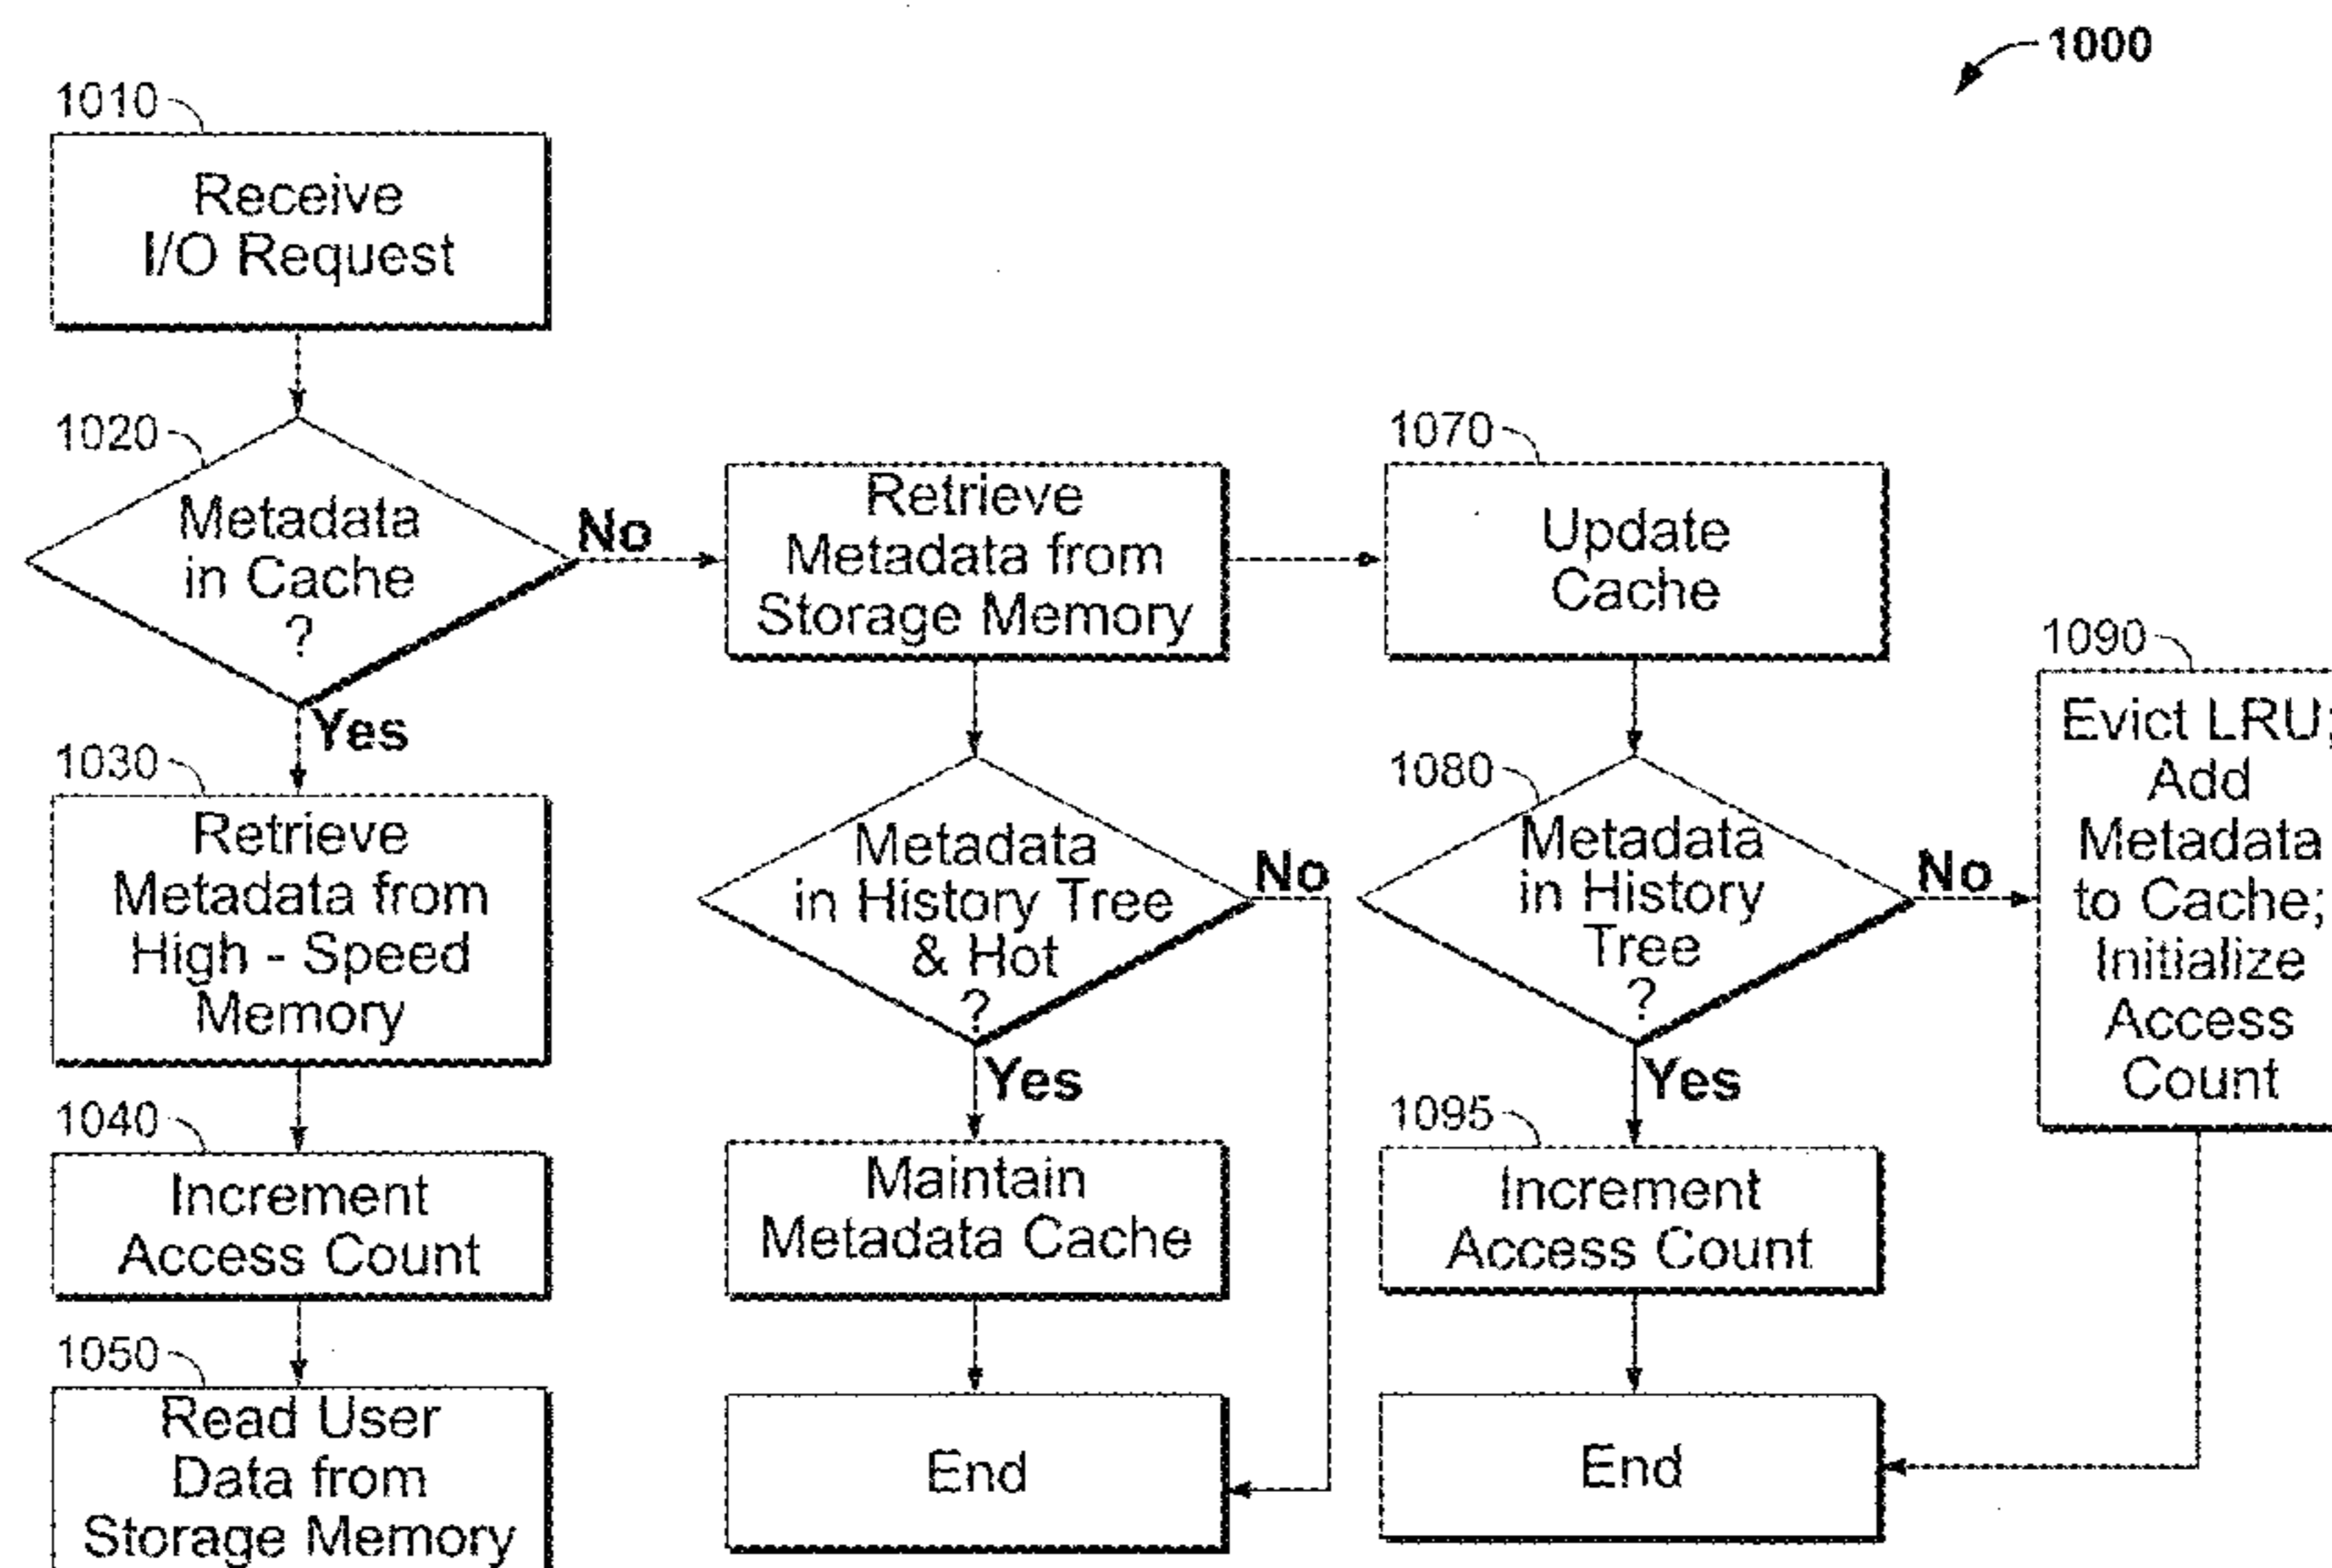 1000
1010
Receive
I/O Request
1020
Metadata
in Cache
?
No
Yes
1030
Retrieve
Metadata from
High - Speed
Memory
1040
Increment
Access Count
1050
Read User
Data from
Storage Memory
Retrieve
Metadata from
Storage Memory
Metadata
in History Tree
& Hot
?
No
Yes
Maintain
Metadata Cache
End
1070
Update
Cache
1080
Metadata
in History
Tree
?
No
Yes
1095
Increment
Access Count
End
1090
Evict LRU;
Add
Metadata
to Cache;
Initialize
Access
Count